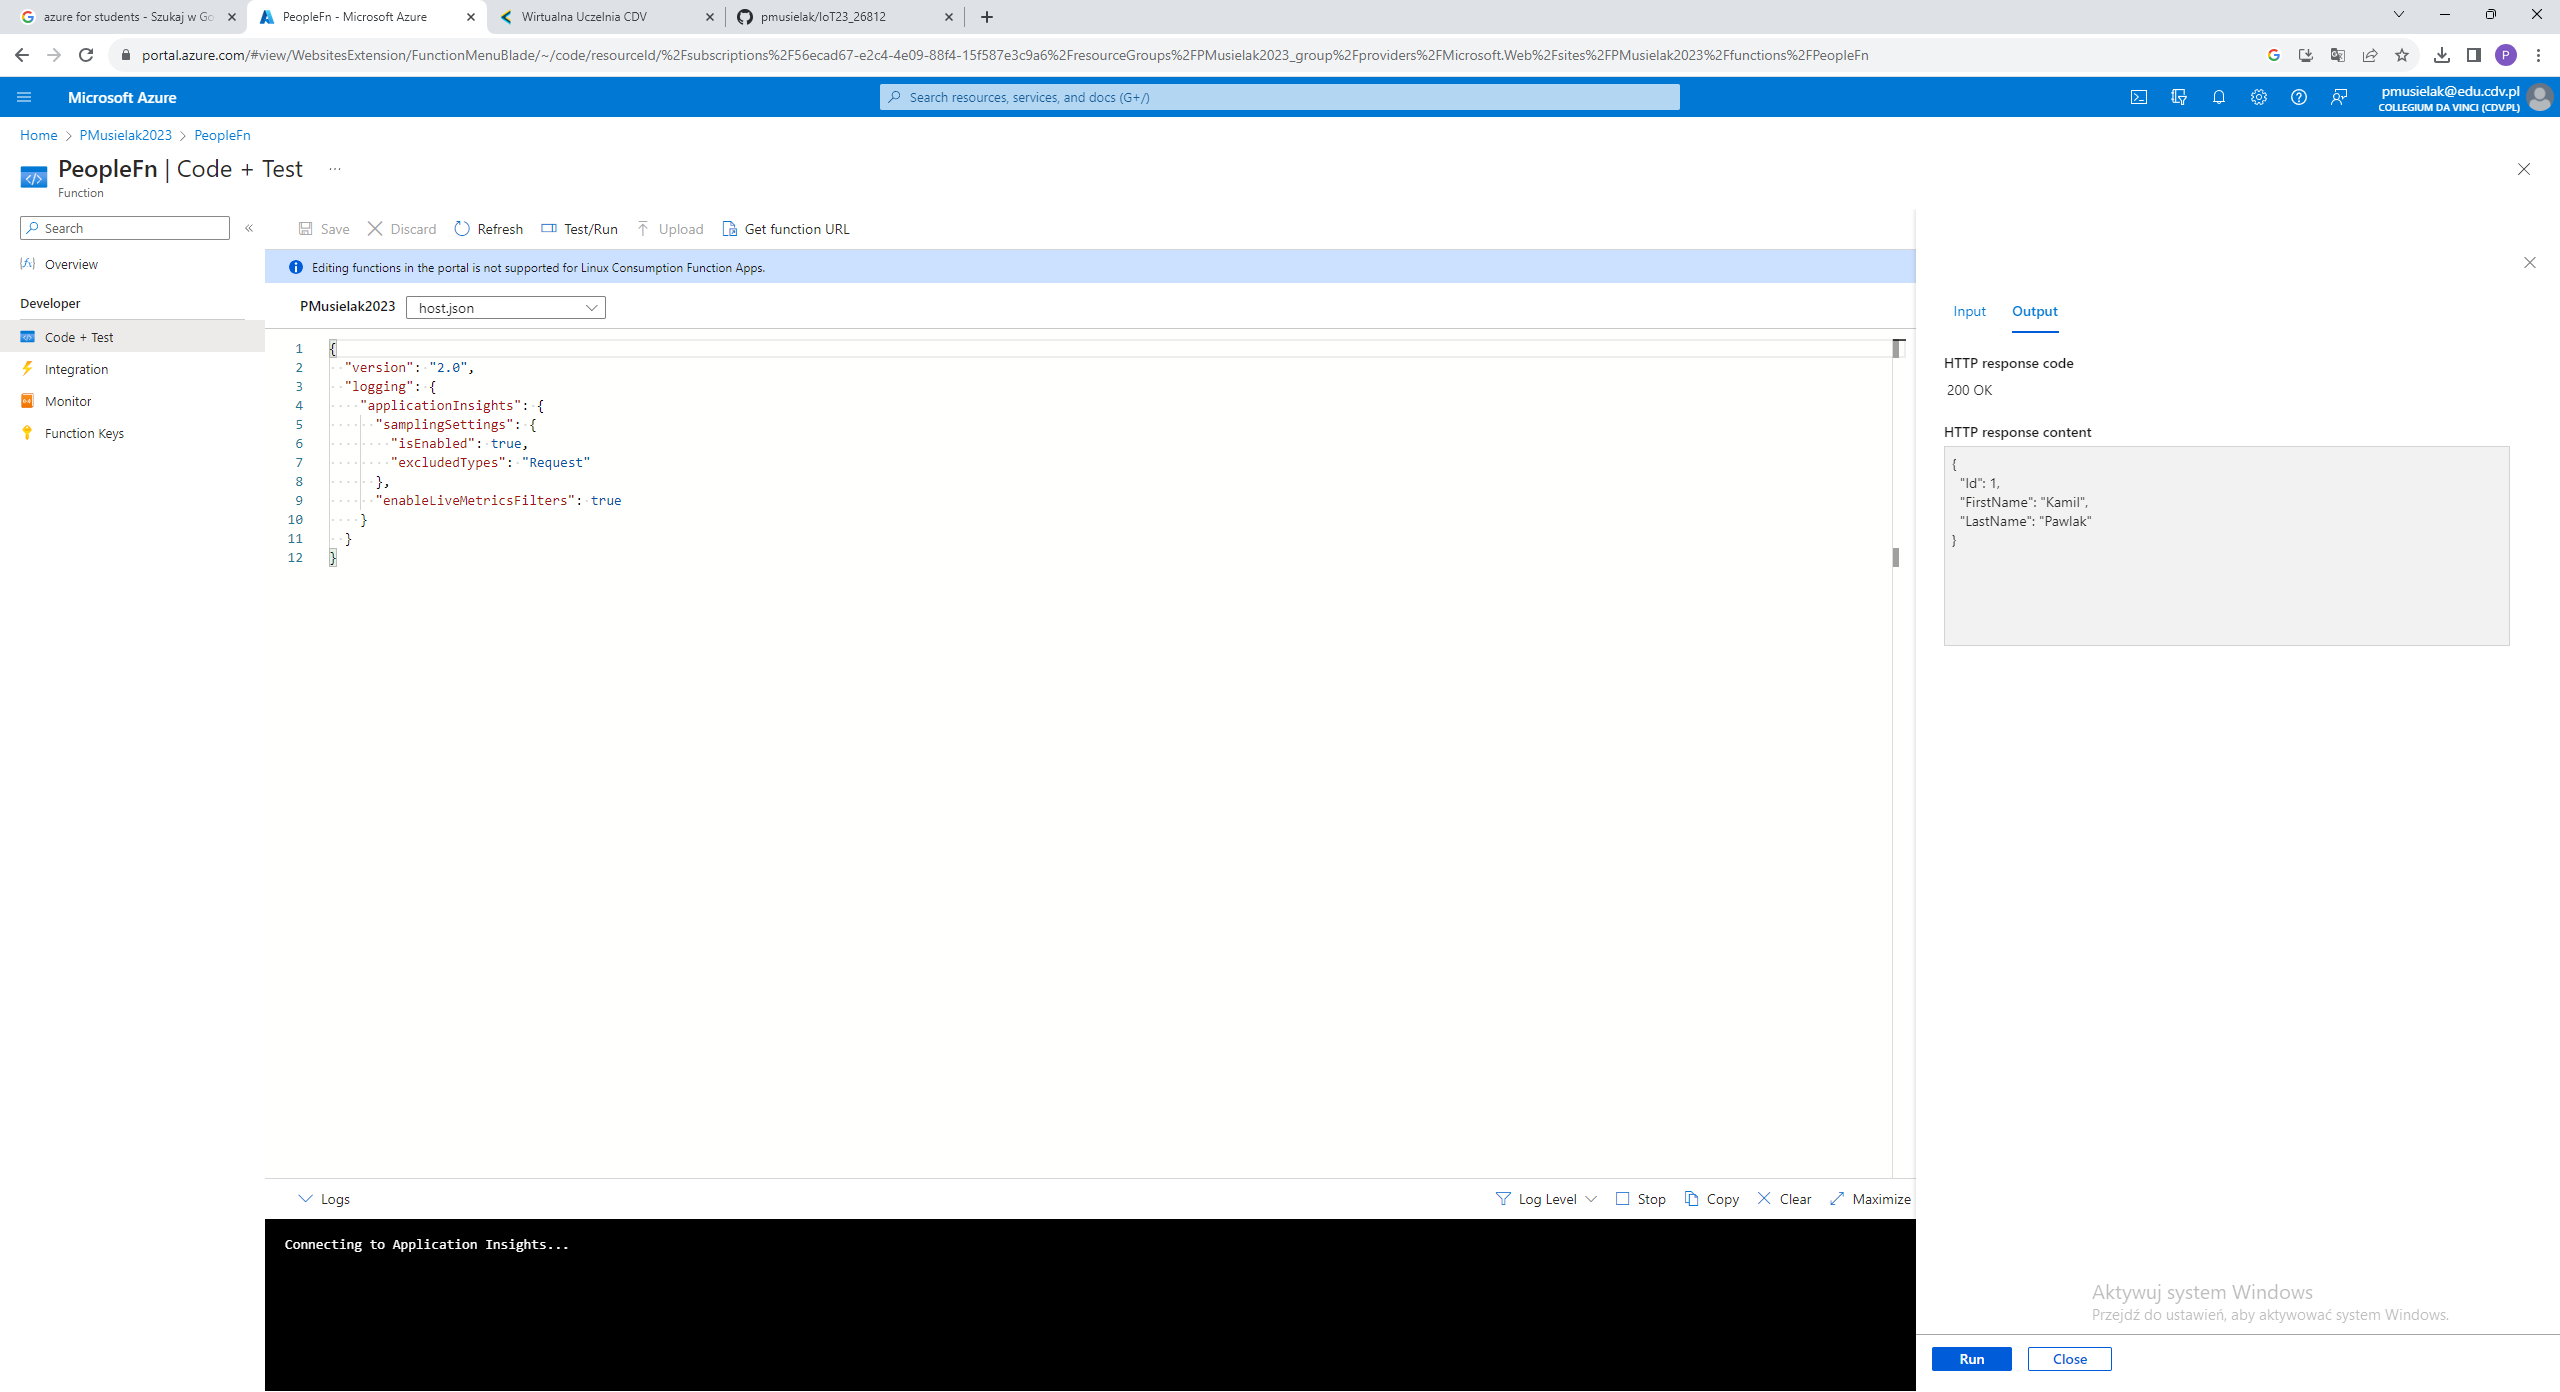 azure for students - Szukaj w Go
PeopleFn - Microsoft Azure
Wirtualna Uczelnia CDV
pmusielak/IoT23_26812
portal.azure.com/#view/WebsitesExtension/FunctionMenuBlade/~/code/resourceId/%2Fsubscriptions%2F56ecad67-e2c4-4e09-88f4-15f587e3c9a6%2FresourceGroups%2FPMusielak2023_group%2Fproviders%2FMicrosoft.Web%2Fsites%2FPMusielak2023%2Ffunctions%2FPeopleFn
P
Microsoft Azure
Search resources, services, and docs (G+/)
pmusielak@edu.cdv.pl
COLLEGIUM DA VINCI (CDV.PL)
Home > PMusielak2023 > PeopleFn
PeopleFn | Code + Test ...
Function
Search
«
Overview
Developer
Code + Test
Integration
Monitor
Function Keys
Save
Discard
Refresh
Test/Run
Upload
Get function URL
Editing functions in the portal is not supported for Linux Consumption Function Apps.
PMusielak2023
host.json
1 {
2 "version": "2.0",
3 "logging": {
4 "applicationInsights": {
5 "samplingSettings": {
6 "isEnabled": true,
7 "excludedTypes": "Request"
8 },
9 "enableLiveMetricsFilters": true
10 }
11 }
12 }
Logs
Log Level
Stop
Copy
Clear
Maximize
Connecting to Application Insights...
Input
Output
HTTP response code
200 OK
HTTP response content
{
"Id": 1,
"FirstName": "Kamil",
"LastName": "Pawlak"
}
Aktywuj system Windows
Przejdź do ustawień, aby aktywować system Windows.
Run
Close